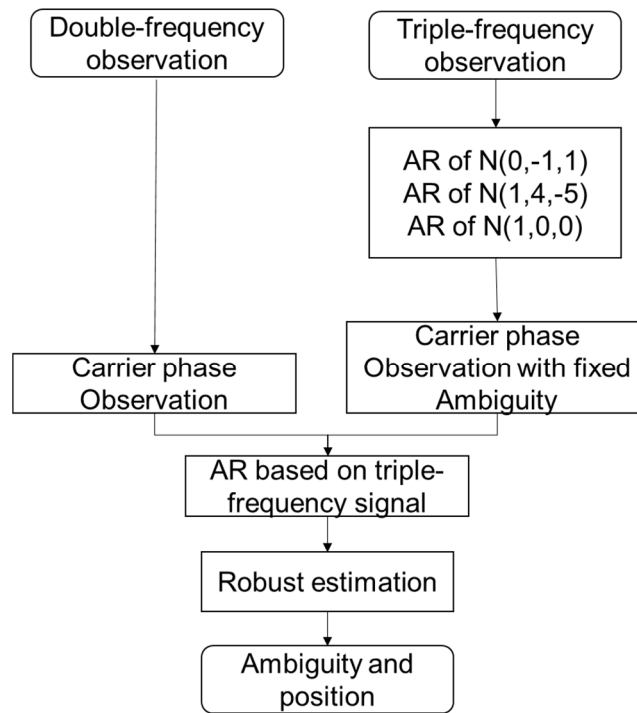 Double-frequency
observation
Triple-frequency
observation
AR of N(0,-1,1)
AR of N(1,4,-5)
AR of N(1,0,0)
Carrier phase
Observation
Carrier phase
Observation with fixed
Ambiguity
AR based on triple-
frequency signal
Robust estimation
Ambiguity and
position